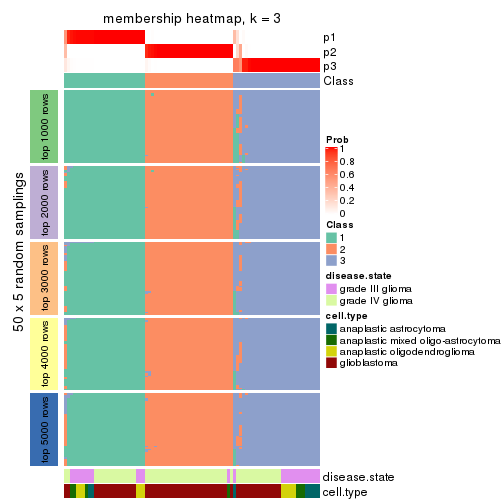 membership heatmap, k = 3
p1
p2
p3
Class
50 x 5 random samplings
top 1000 rows
top 2000 rows
top 3000 rows
top 4000 rows
top 5000 rows
Prob
1
0.8
0.6
0.4
0.2
0
Class
1
2
3
disease.state
grade III glioma
grade IV glioma
cell.type
anaplastic astrocytoma
anaplastic mixed oligo-astrocytoma
anaplastic oligodendroglioma
glioblastoma
disease.state
cell.type